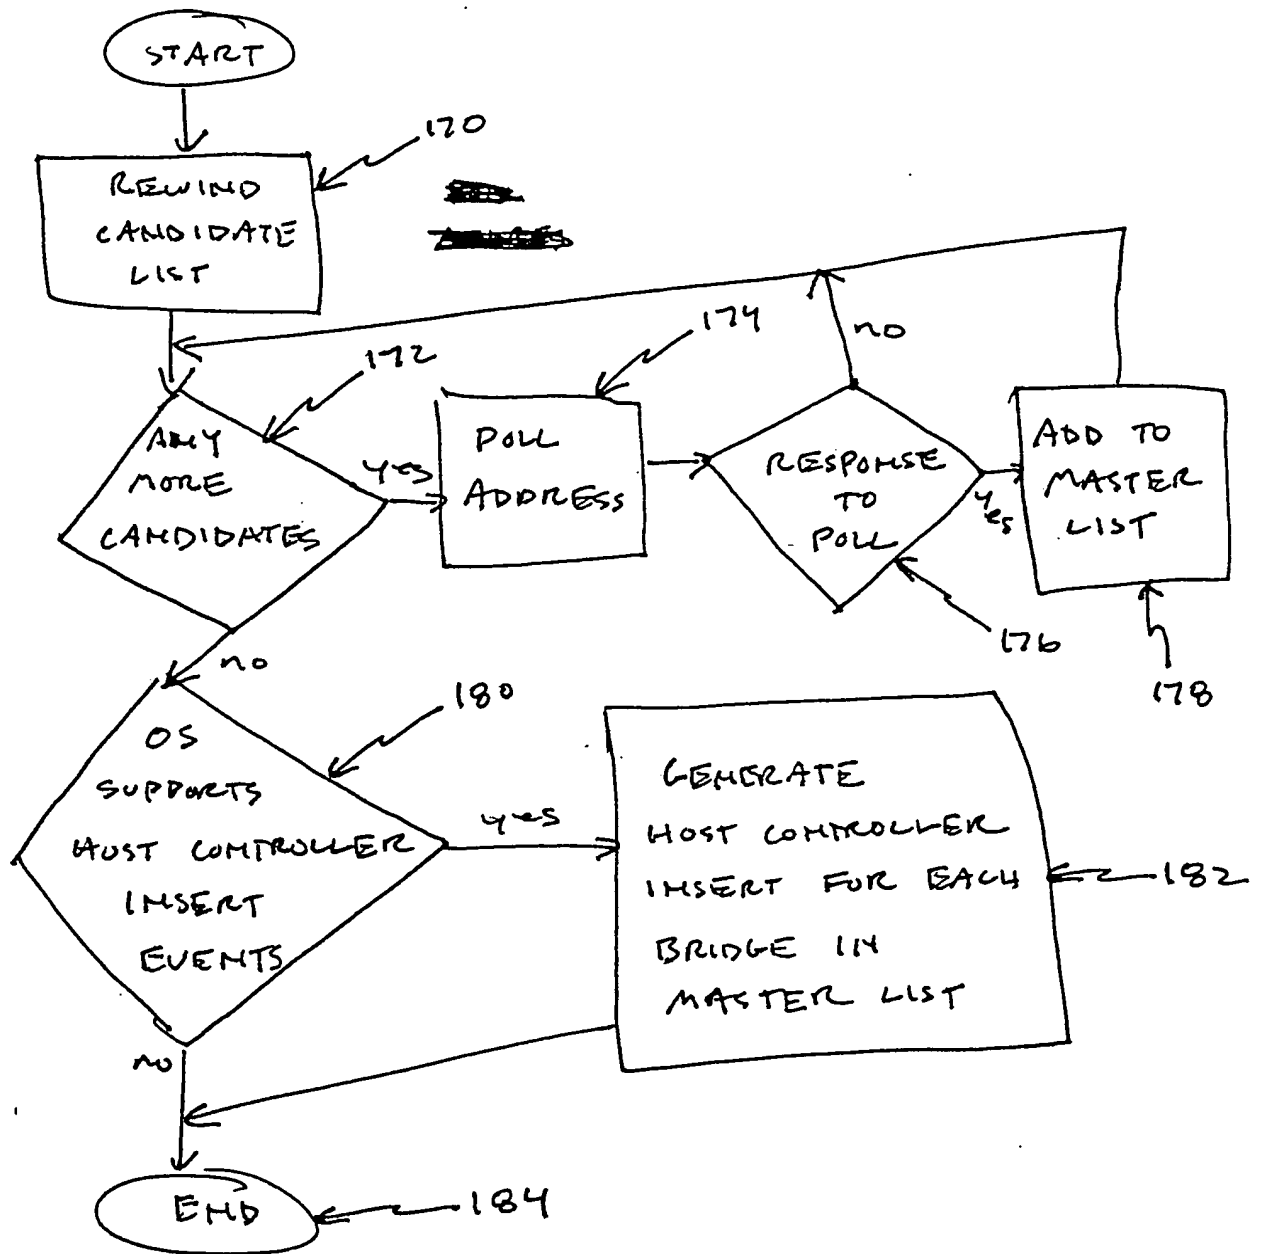 START
170
REWIND
CANDIDATE
LIST
174
no
172
ANY
MORE
CANDIDATES
yes
POLL
ADDRESS
RESPONSE
TO
POLL
yes
ADD TO
MASTER
LIST
176
178
no
180
OS
SUPPORTS
HOST CONTROLLER
INSERT
EVENTS
yes
GENERATE
HOST CONTROLLER
INSERT FOR EACH
BRIDGE IN
MASTER LIST
182
no
END
184